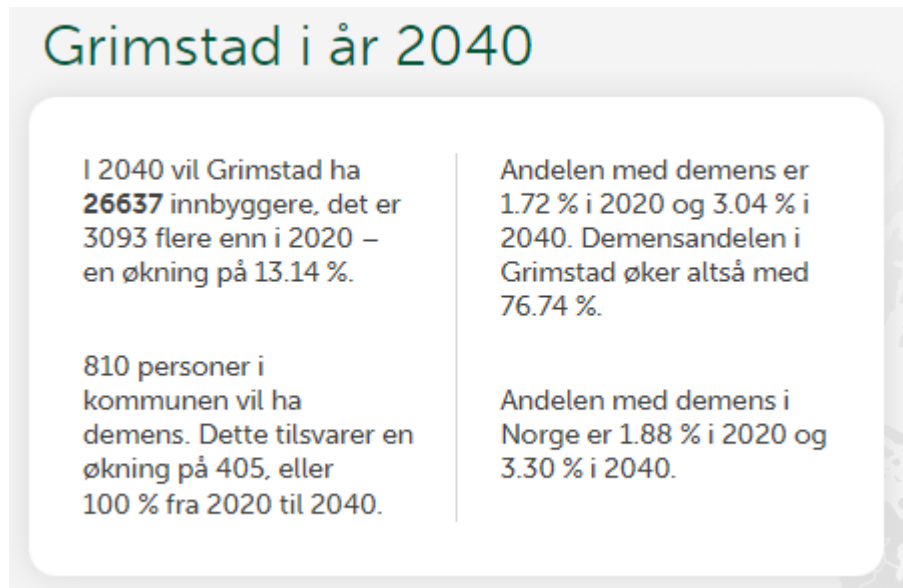 Grimstad i år 2040
I 2040 vil Grimstad ha
26637 innbyggere, det er
3093 flere enn i 2020 –
en økning på 13.14 %.
810 personer i
kommunen vil ha
demens. Dette tilsvarer en
økning på 405, eller
100 % fra 2020 til 2040.
Andelen med demens er
1.72 % i 2020 og 3.04 % i
2040. Demensandelen i
Grimstad øker altså med
76.74 %.
Andelen med demens i
Norge er 1.88 % i 2020 og
3.30 % i 2040.